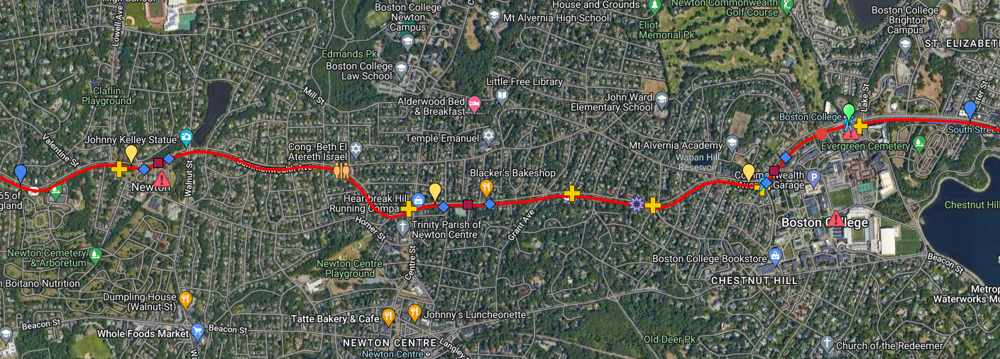 High School
Lowell Ave
Boston College
Newton
Campus
Mt Alvernia High School
House and Grounds
Eliot
Memorial Pk
Newton Commonwealth
Golf Course
Boston College
- Brighton
Campus
ST. ELIZABET
Edmands Pk
Boston College
Law School
Claflin
Playground
Mill St
Little Free Library
Alderwood Bed
& Breakfast
John Ward
Elementary School
Lake St
Boston College
South Street
Valentine St
Johnny Kelley Statue
Temple Emanuel
Cong. Beth El
Atereth Israel
Mt Alvernia Academy
Waban Hill
Reservoir
Evergreen Cemetery
Walnut St
Commonwealth Ave
Newton
Blacker's Bakeshop
Garage
65 of
gland
Heartbreak Hill
Running Compa
Chestnut Hil
Homer St
Trinity Parish of
Newton Centre
Grant Ave
Boston College
Newton Cemetery
& Arboretum
Newton Centre
Playground
Centre St
Boston College Bookstore
Beacon St
CHESTNUT HILL
n Boitano Nutrition
Dumpling House
(Walnut St)
Metrop
Waterworks Mu
Tatte Bakery & Cafe
Johnny's Luncheonette
Beacon St
Whole Foods Market
Beacon St
NEWTON CENTRE
Newton Centre
Langley
Old Deer Pk
Church of the Redeemer